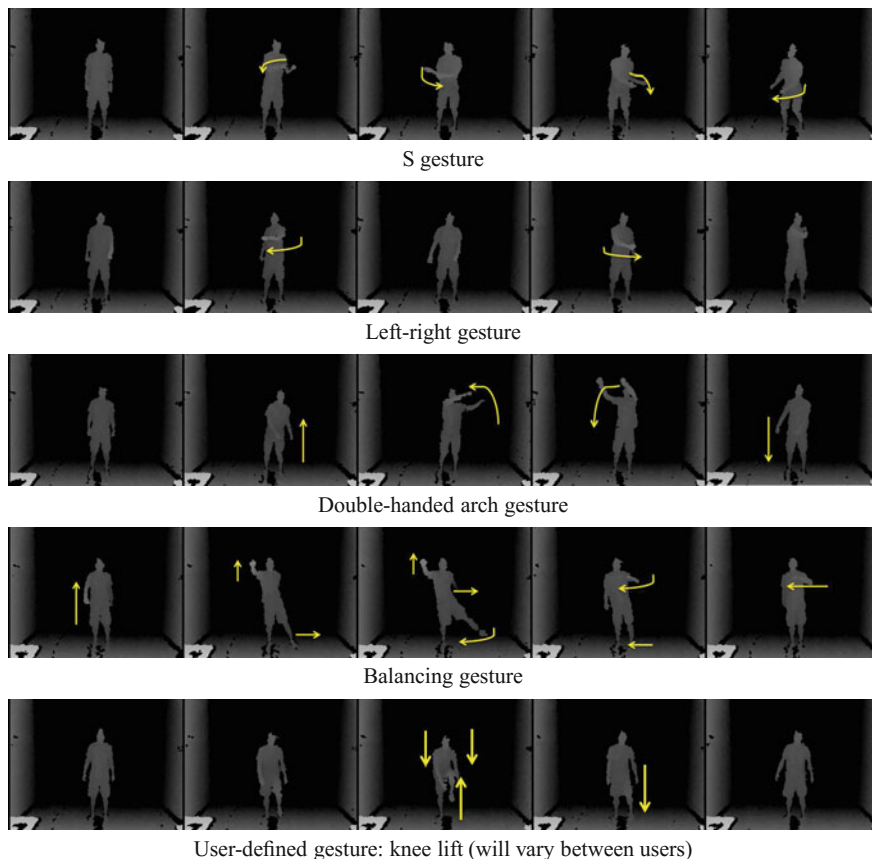 S gesture
Left-right gesture
Double-handed arch gesture
Balancing gesture
User-defined gesture: knee lift (will vary between users)